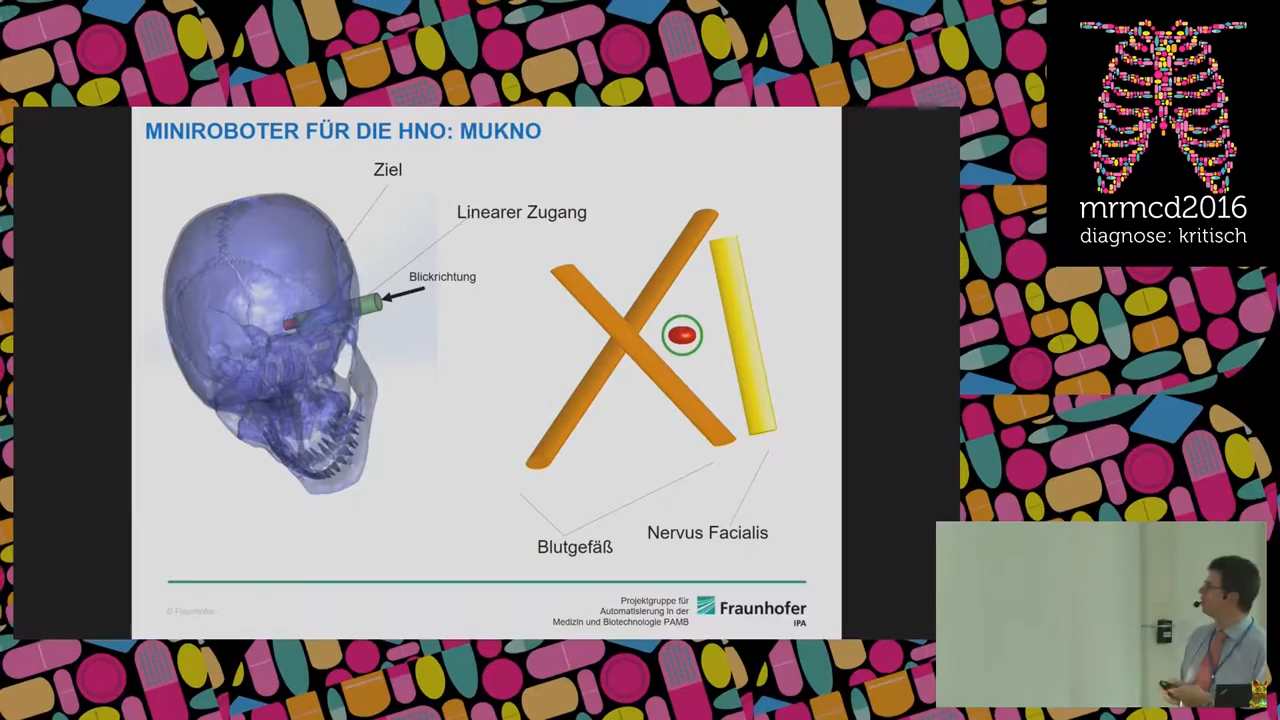 MINIROBOTER FÜR DIE HNO: MUKNO
Ziel
Linearer Zugang
Blickrichtung
Blutgefäß
Nervus Facialis
© Fraunhofer
Projektgruppe für
Automatisierung in der
Medizin und Biotechnologie PAMB
Fraunhofer
IPA
mrmcd2016
diagnose: kritisch